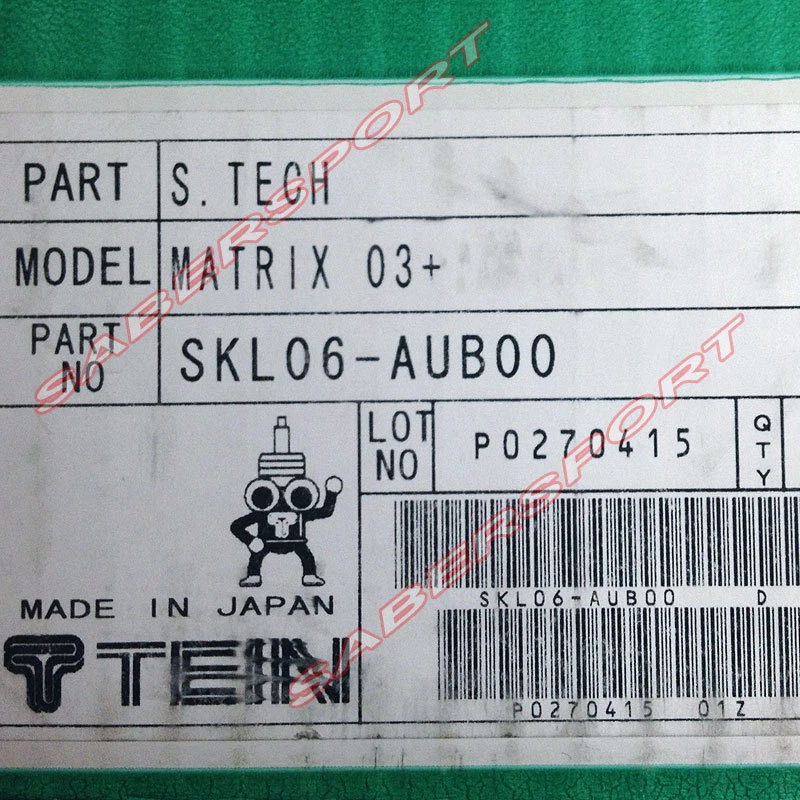 PART S. TECH
MODEL MATRIX 03+
PART NO SKL06-AUB00
LOT NO P0270415 QTY
SKL06-AUB00 D
MADE IN JAPAN
TEIN
P0270415 01Z
SABERSPORT
SABERSPORT